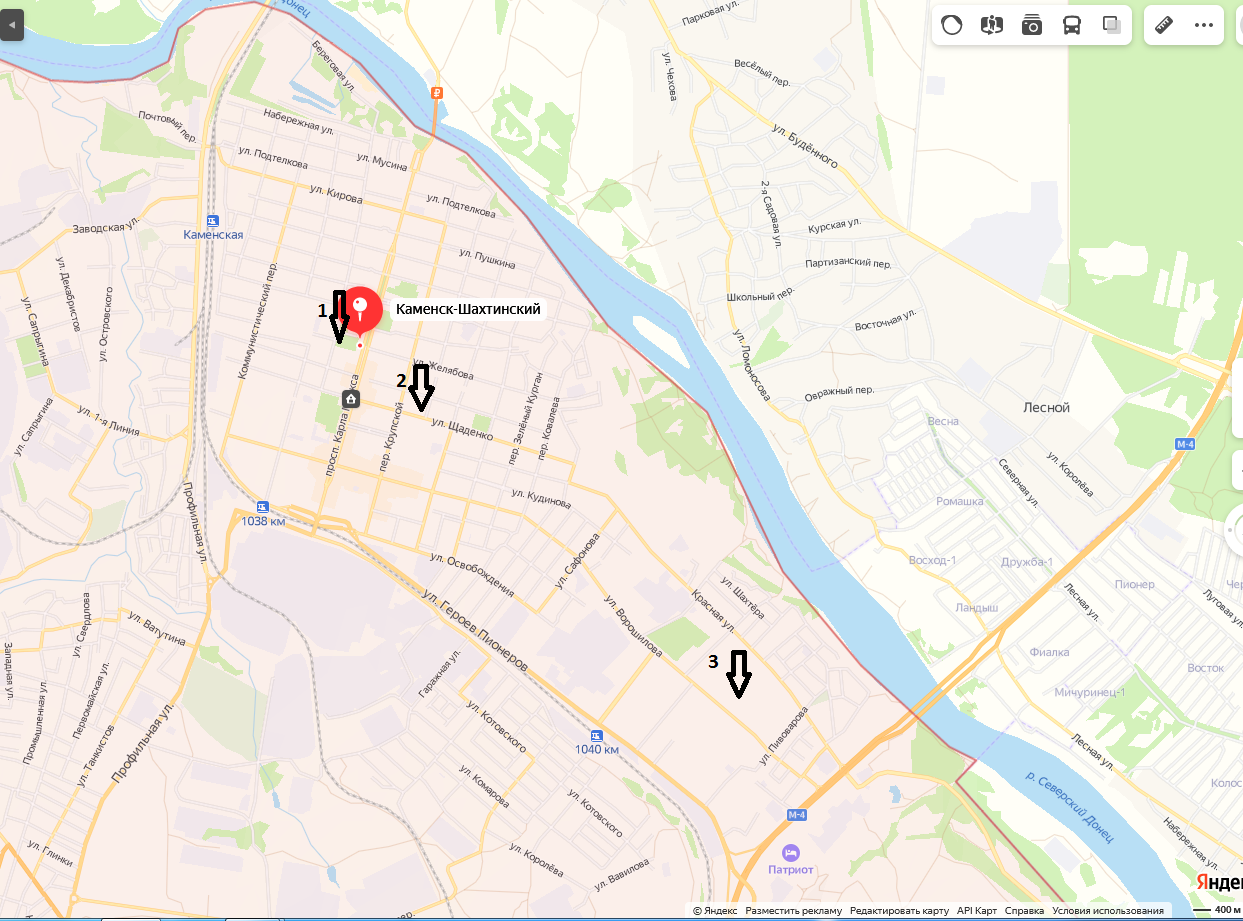 Донец
Парковая ул.
Береговая ул.
ул. Чехова
Весёлый пер.
Почтовый пер.
Набережная ул.
ул. Будённого
ул. Подтелкова
ул. Мусина
ул. Кирова
ул. Подтелкова
2-я Садовая ул.
Заводская ул.
Каменская
Курская ул.
ул. Пушкина
Партизанский пер.
ул. Декабристов
ул. Островского
ул. Сапрыгина
Коммунистический пер.
Школьный пер.
1
Каменск-Шахтинский
Восточная ул.
ул. Ломоносова
ул. Желябова
2
просп. Карла Маркса
пер. Крупской
пер. Зелёный Курган
пер. Ковалева
Овражный пер.
Лесной
ул. Сапрыгина
ул. 1-я Линия
ул. Щаденко
Весна
М-4
Северная ул.
ул. Королёва
Профильная ул.
ул. Кудинова
Ромашка
1038 км
ул. Освобождения
ул. Сафонова
Восход-1
Дружба-1
Пионер
ул. Героев Пионеров
ул. Ворошилова
Красная ул.
ул. Шахтёра
Ландыш
Лесная ул.
Луговая ул.
ул. Свердлова
ул. Ватутина
Западная ул.
Фиалка
Восток
3
Гаражная ул.
Первомайская ул.
Промышленная ул.
Мичуринец-1
ул. Танкистов
Профильная ул.
ул. Котовского
1040 км
ул. Пивоварова
Лесная ул.
р. Северский Донец
ул. Комарова
ул. Котовского
М-4
Набережная ул.
ул. Глинки
ул. Королёва
ул. Вавилова
Патриот
© Яндекс Разместить рекламу Редактировать карту API Карт Справка Условия использования 400 м